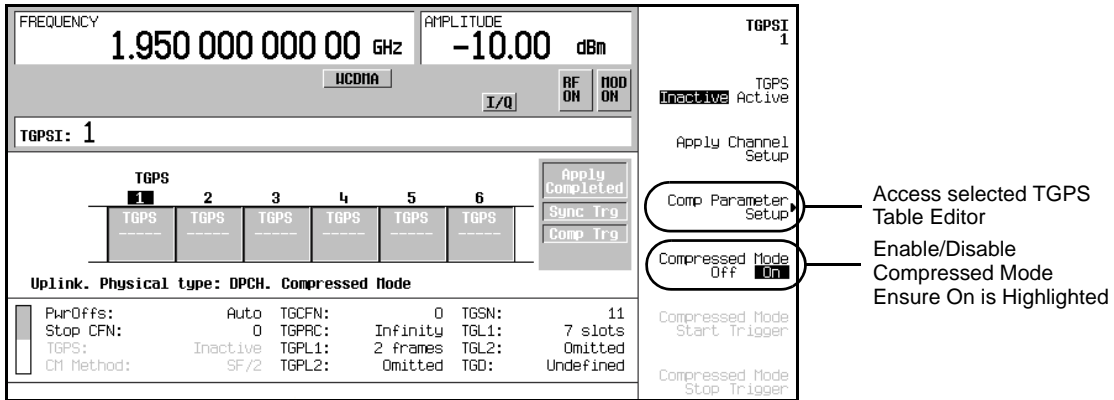 FREQUENCY
1.950 000 000 00 GHz
AMPLITUDE
-10.00 dBm
WCDMA
I/Q
RF ON
MOD ON
TGPSI: 1
TGPS
1 2 3 4 5 6
TGPS TGPS TGPS TGPS TGPS TGPS
----- ----- ----- ----- ----- -----
Apply Completed
Sync Trg
Comp Trg
Uplink. Physical type: DPCH. Compressed Mode
PwrOffs: Auto TGCFN: 0 TGSN: 11
Stop CFN: 0 TGPRC: Infinity TGL1: 7 slots
TGPS: Inactive TGPL1: 2 frames TGL2: Omitted
CM Method: SF/2 TGPL2: Omitted TGD: Undefined
TGPSI
1
TGPS
Inactive Active
Apply Channel
Setup
Comp Parameter
Setup
Compressed Mode
Off On
Compressed Mode
Start Trigger
Compressed Mode
Stop Trigger
Access selected TGPS
Table Editor
Enable/Disable
Compressed Mode
Ensure On is Highlighted